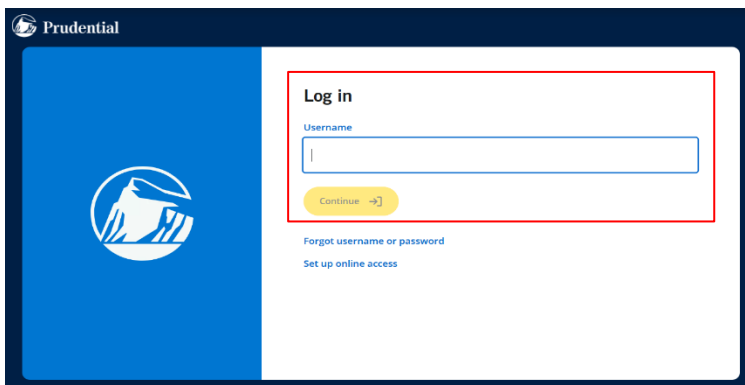 Prudential
Log in
Username
Continue
Forgot username or password
Set up online access